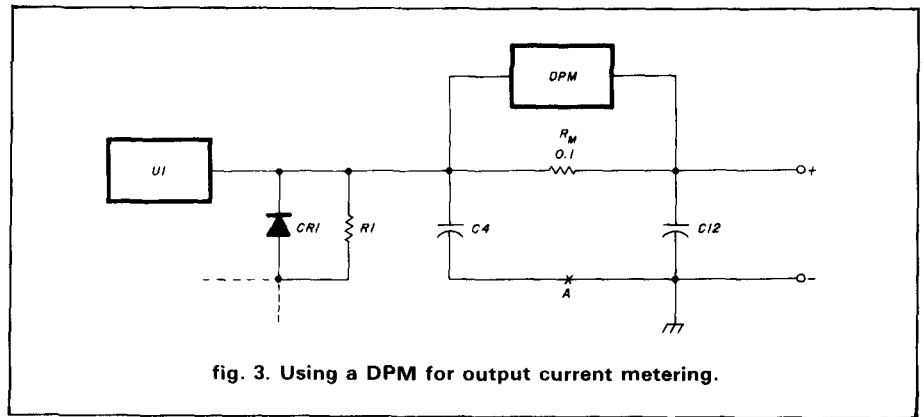 DPM
R_M
0.1
U1
+
CR1
R1
C4
C12
-
A
fig. 3. Using a DPM for output current metering.